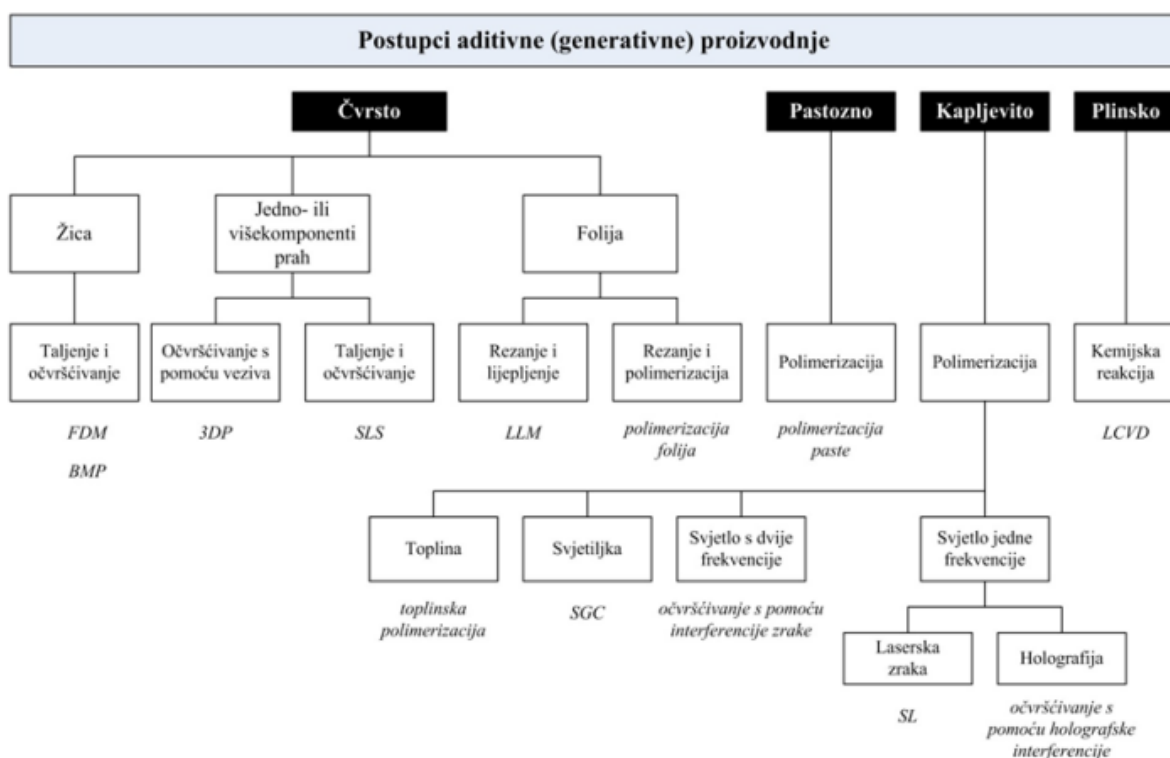 Postupci aditivne (generativne) proizvodnje
Čvrsto
Pastozno
Kapljevito
Plinsko
Žica
Jedno- ili
višekomponenti
prah
Folija
Taljenje i
očvršćivanje
Očvršćivanje s
pomoću veziva
Taljenje i
očvršćivanje
Rezanje i
lijepljenje
Rezanje i
polimerizacija
Polimerizacija
Polimerizacija
Kemijska
reakcija
FDM
BMP
3DP
SLS
LLM
polimerizacija
folija
polimerizacija
paste
LCVD
Toplina
Svjetiljka
Svjetlo s dvije
frekvencije
Svjetlo jedne
frekvencije
toplinska
polimerizacija
SGC
očvršćivanje s pomoću
interferencije zrake
Laserska
zraka
Holografija
SL
očvršćivanje s
pomoću holografske
interferencije